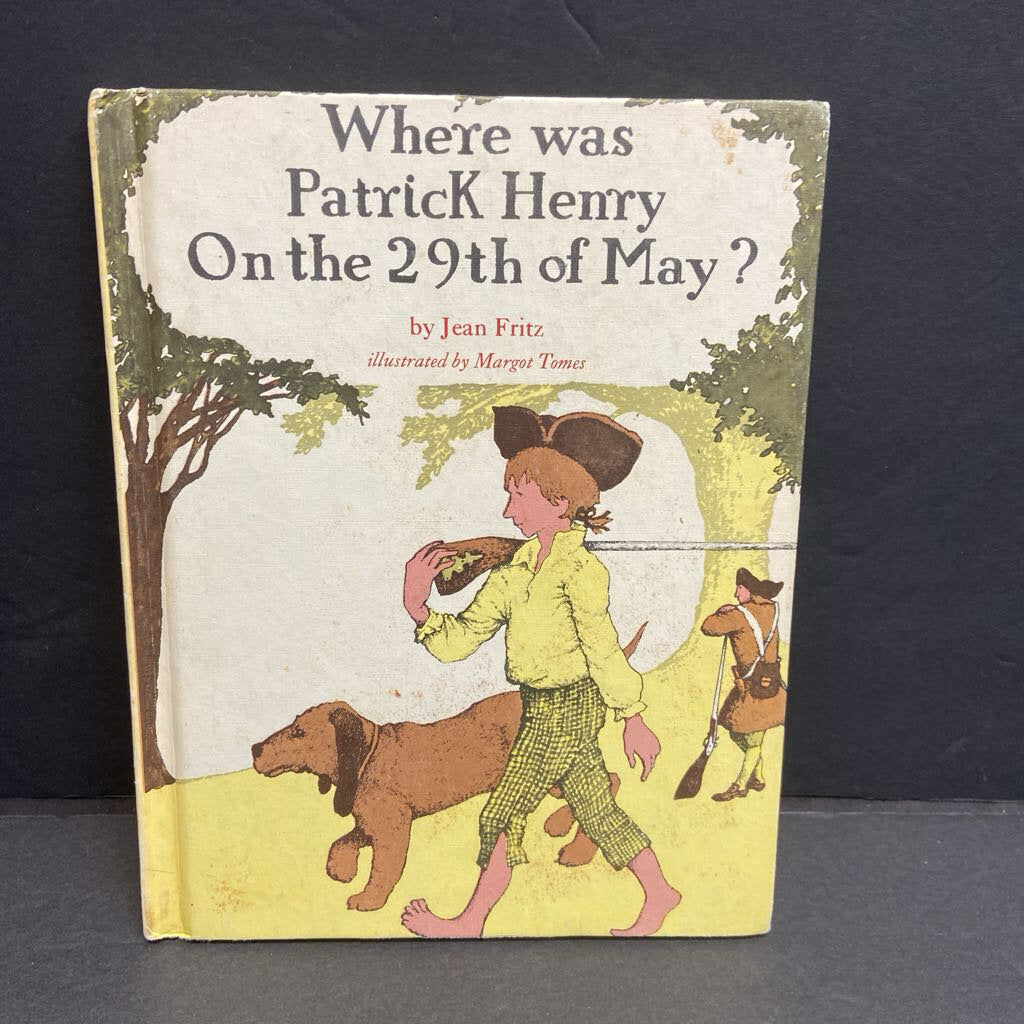 Where was
Patrick Henry
On the 29th of May?
by Jean Fritz
illustrated by Margot Tomes